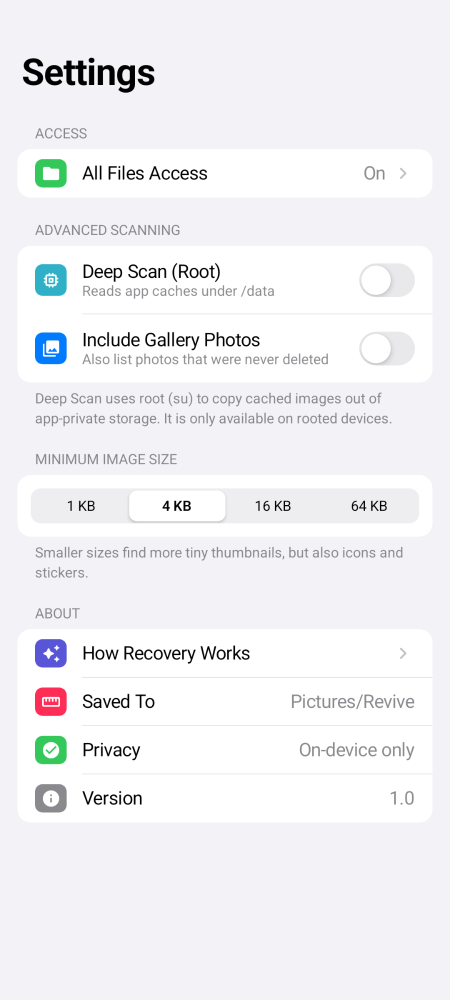 Settings
ACCESS
All Files Access
On
ADVANCED SCANNING
Deep Scan (Root)
Reads app caches under /data
Include Gallery Photos
Also list photos that were never deleted
Deep Scan uses root (su) to copy cached images out of
app-private storage. It is only available on rooted devices.
MINIMUM IMAGE SIZE
1 KB 4 KB 16 KB 64 KB
Smaller sizes find more tiny thumbnails, but also icons and
stickers.
ABOUT
How Recovery Works
Saved To Pictures/Revive
Privacy On-device only
Version 1.0